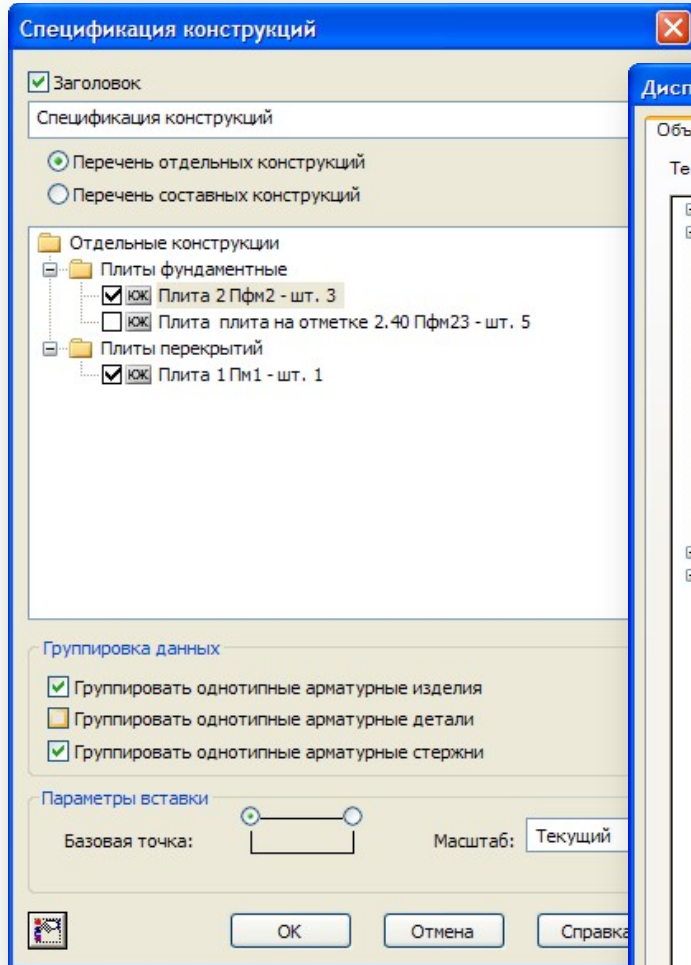 Спецификация конструкций
Заголовок
Спецификация конструкций
Перечень отдельных конструкций
Перечень составных конструкций
Отдельные конструкции
Плиты фундаментные
КЖ Плита 2 Пфм2 - шт. 3
КЖ Плита плита на отметке 2.40 Пфм23 - шт. 5
Плиты перекрытий
КЖ Плита 1 Пм1 - шт. 1
Группировка данных
Группировать однотипные арматурные изделия
Группировать однотипные арматурные детали
Группировать однотипные арматурные стержни
Параметры вставки
Базовая точка:
Масштаб: Текущий
OK Отмена Справка
Дисп
Объ
Те